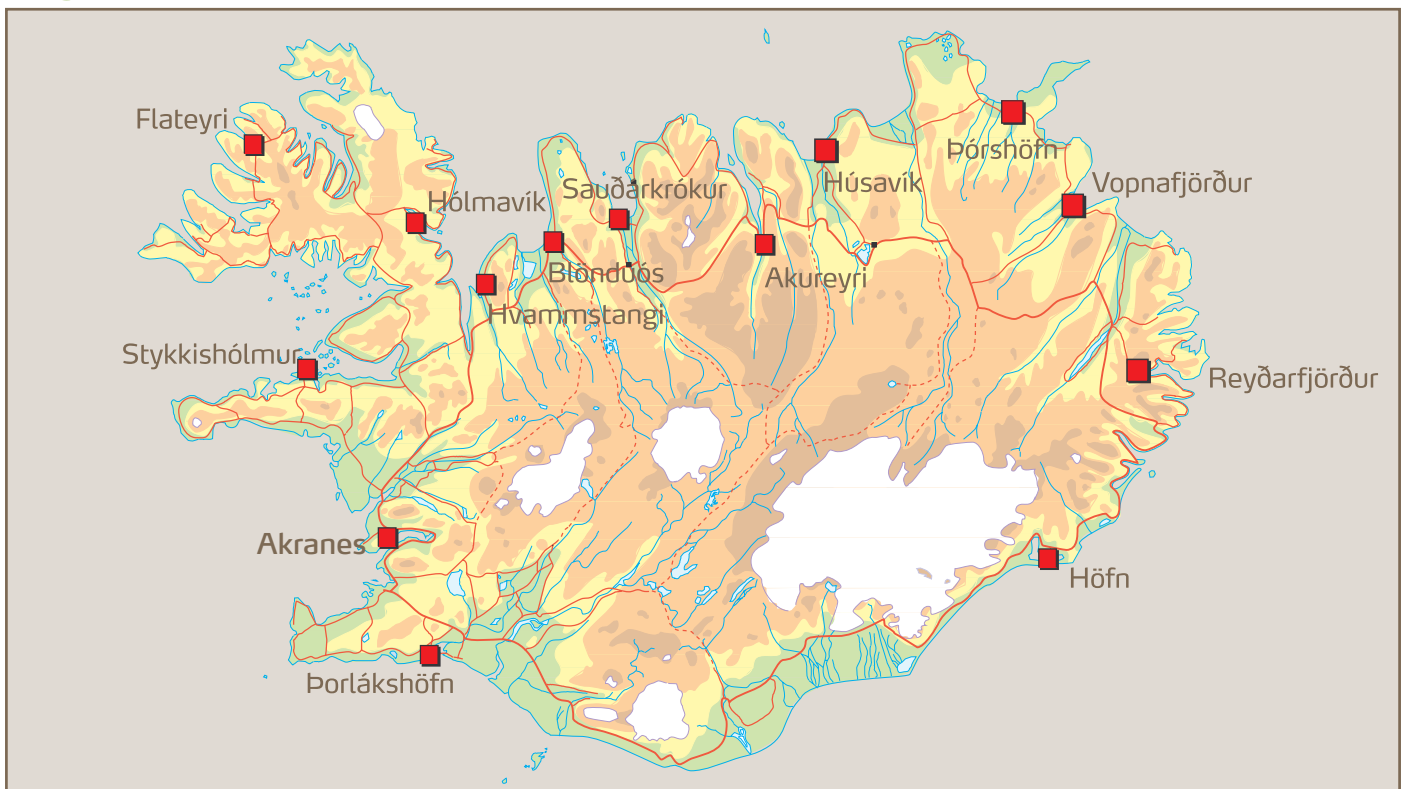 Flateyri
Þórshöfn
Hólmavík
Sauðárkrókur
Húsavík
Vopnafjörður
Blönduós
Akureyri
Hvammstangi
Stykkishólmur
Reyðarfjörður
Akranes
Höfn
Þorlákshöfn